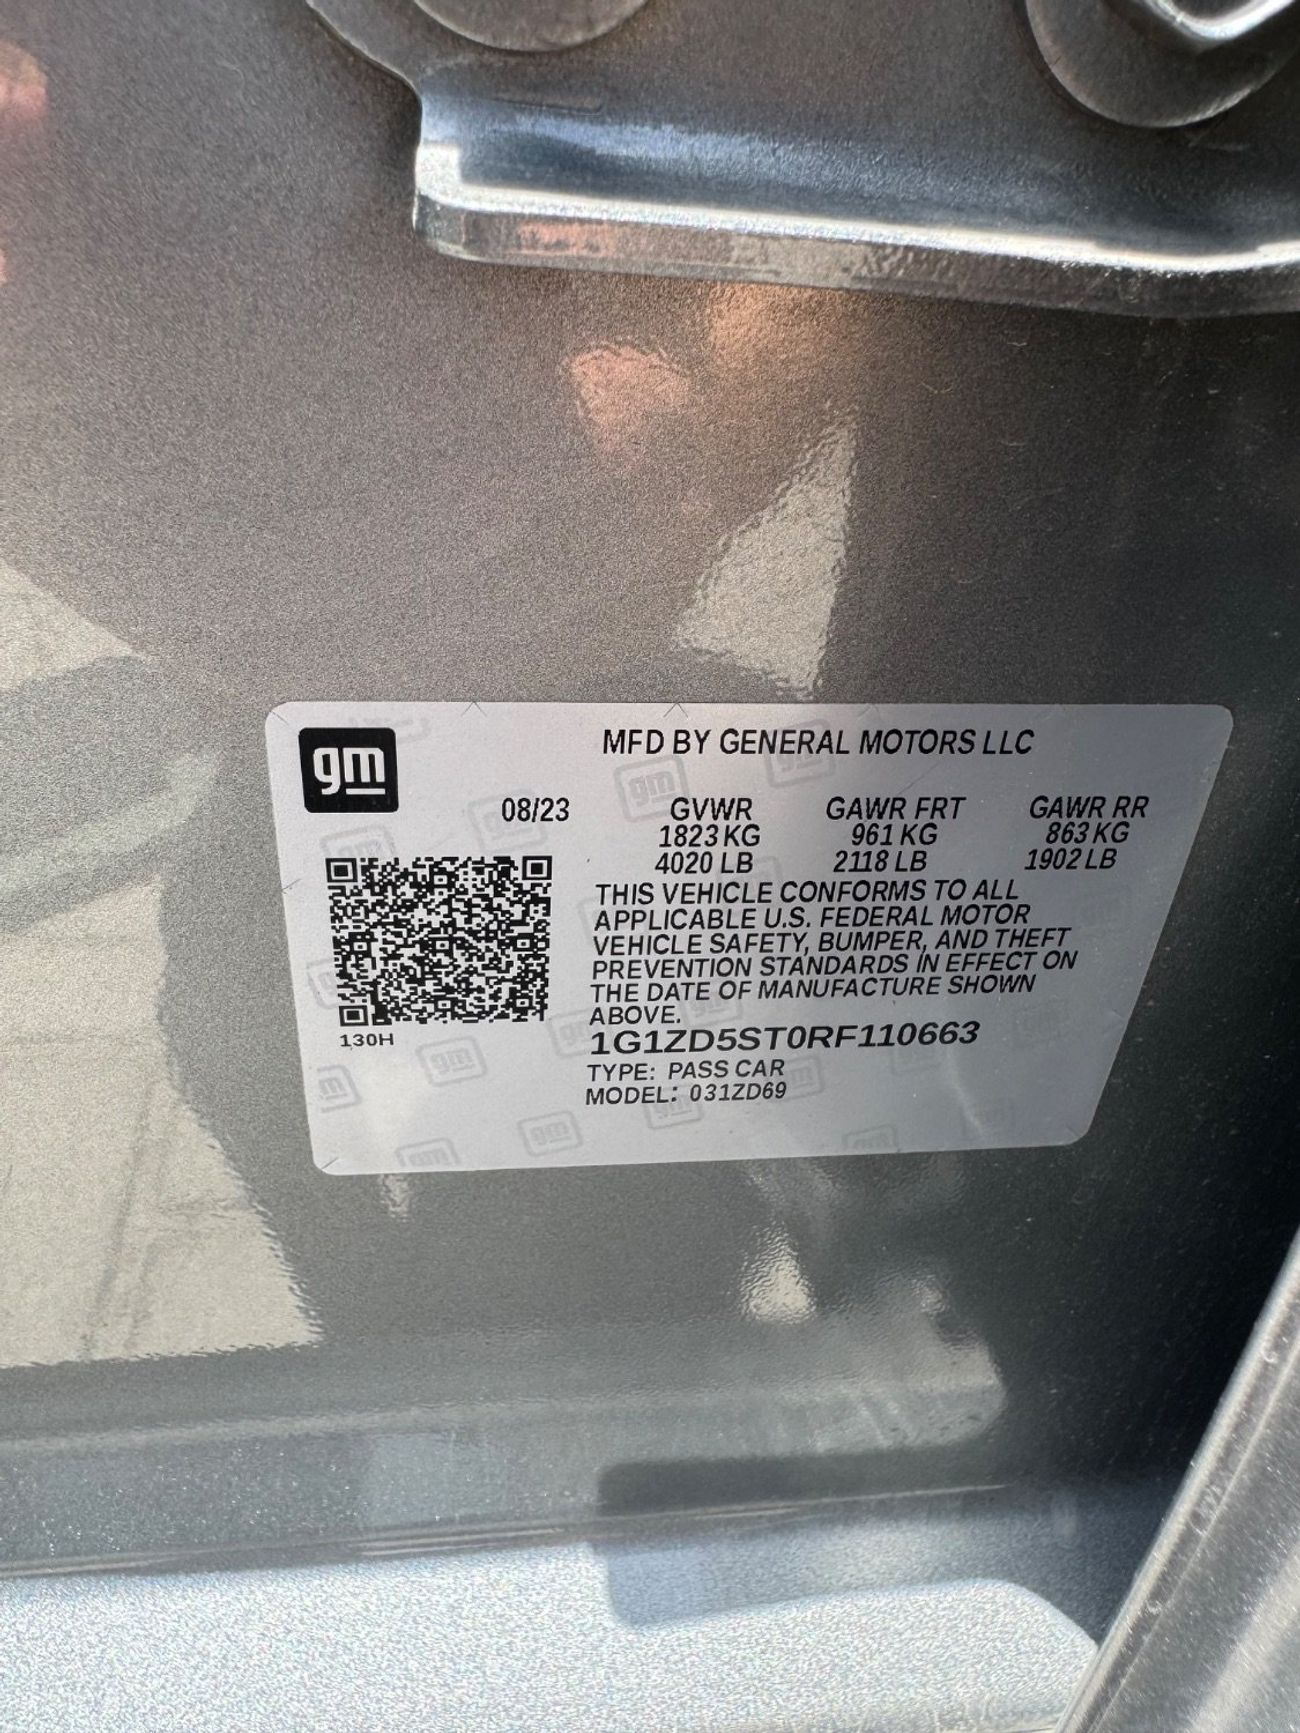 gm
MFD BY GENERAL MOTORS LLC
08/23 GVWR GAWR FRT GAWR RR
1823 KG 961 KG 863 KG
4020 LB 2118 LB 1902 LB
THIS VEHICLE CONFORMS TO ALL
APPLICABLE U.S. FEDERAL MOTOR
VEHICLE SAFETY, BUMPER, AND THEFT
PREVENTION STANDARDS IN EFFECT ON
THE DATE OF MANUFACTURE SHOWN
ABOVE.
130H
1G1ZD5ST0RF110663
TYPE: PASS CAR
MODEL: 031ZD69